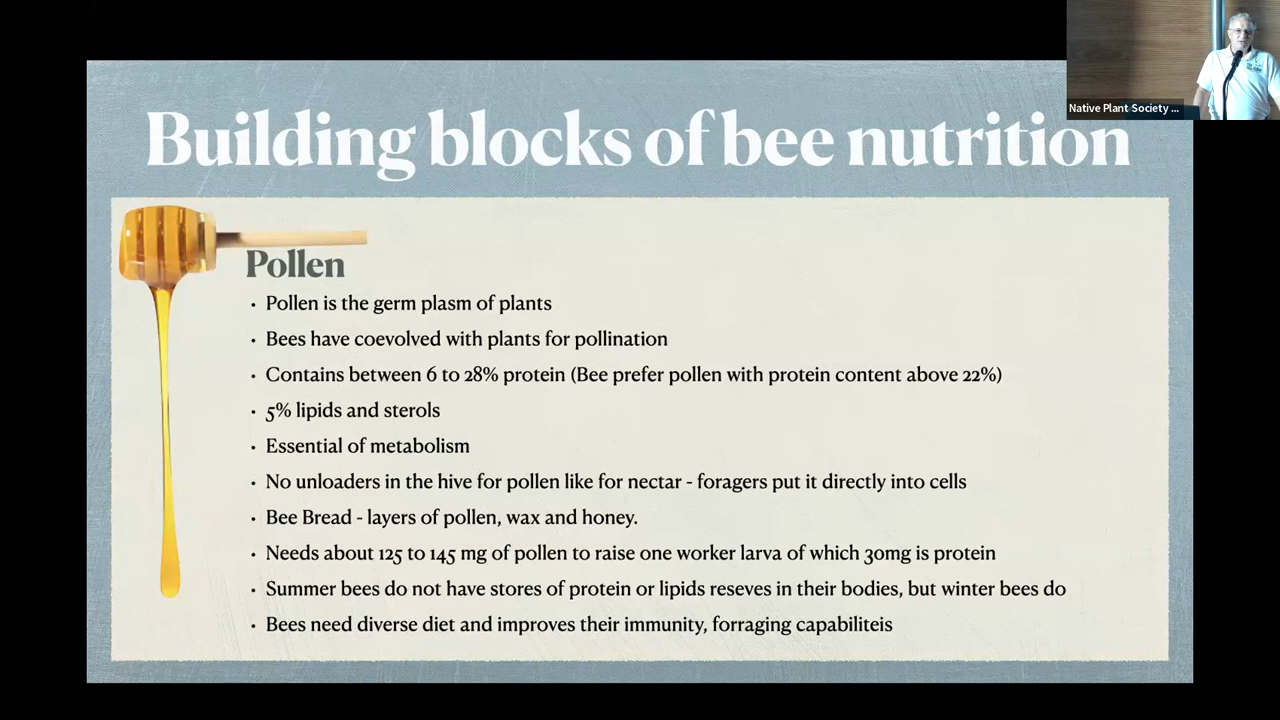 Native Plant Society ...
Building blocks of bee nutrition
Pollen
• Pollen is the germ plasm of plants
• Bees have coevolved with plants for pollination
• Contains between 6 to 28% protein (Bee prefer pollen with protein content above 22%)
• 5% lipids and sterols
• Essential of metabolism
• No unloaders in the hive for pollen like for nectar - foragers put it directly into cells
• Bee Bread - layers of pollen, wax and honey.
• Needs about 125 to 145 mg of pollen to raise one worker larva of which 30mg is protein
• Summer bees do not have stores of protein or lipids reseves in their bodies, but winter bees do
• Bees need diverse diet and improves their immunity, forraging capabiliteis